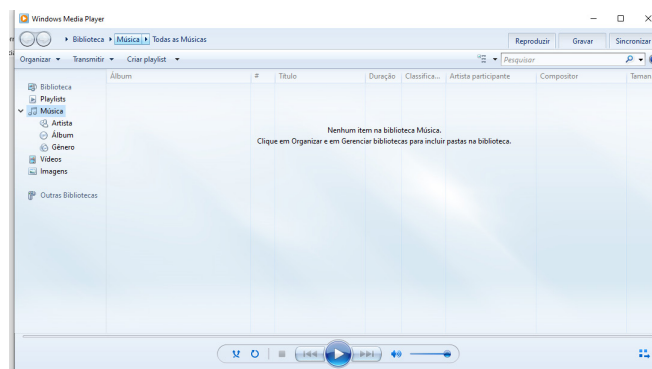 Windows Media Player
Biblioteca Música Todas as Músicas
Reproduzir Gravar Sincronizar
Organizar Transmitir Criar playlist
Pesquisar
Álbum # Título Duração Classifica... Artista participante Compositor Taman
Biblioteca
Playlists
Música
Artista
Álbum
Gênero
Vídeos
Imagens
Outras Bibliotecas
Nenhum item na biblioteca Música.
Clique em Organizar e em Gerenciar bibliotecas para incluir pastas na biblioteca.